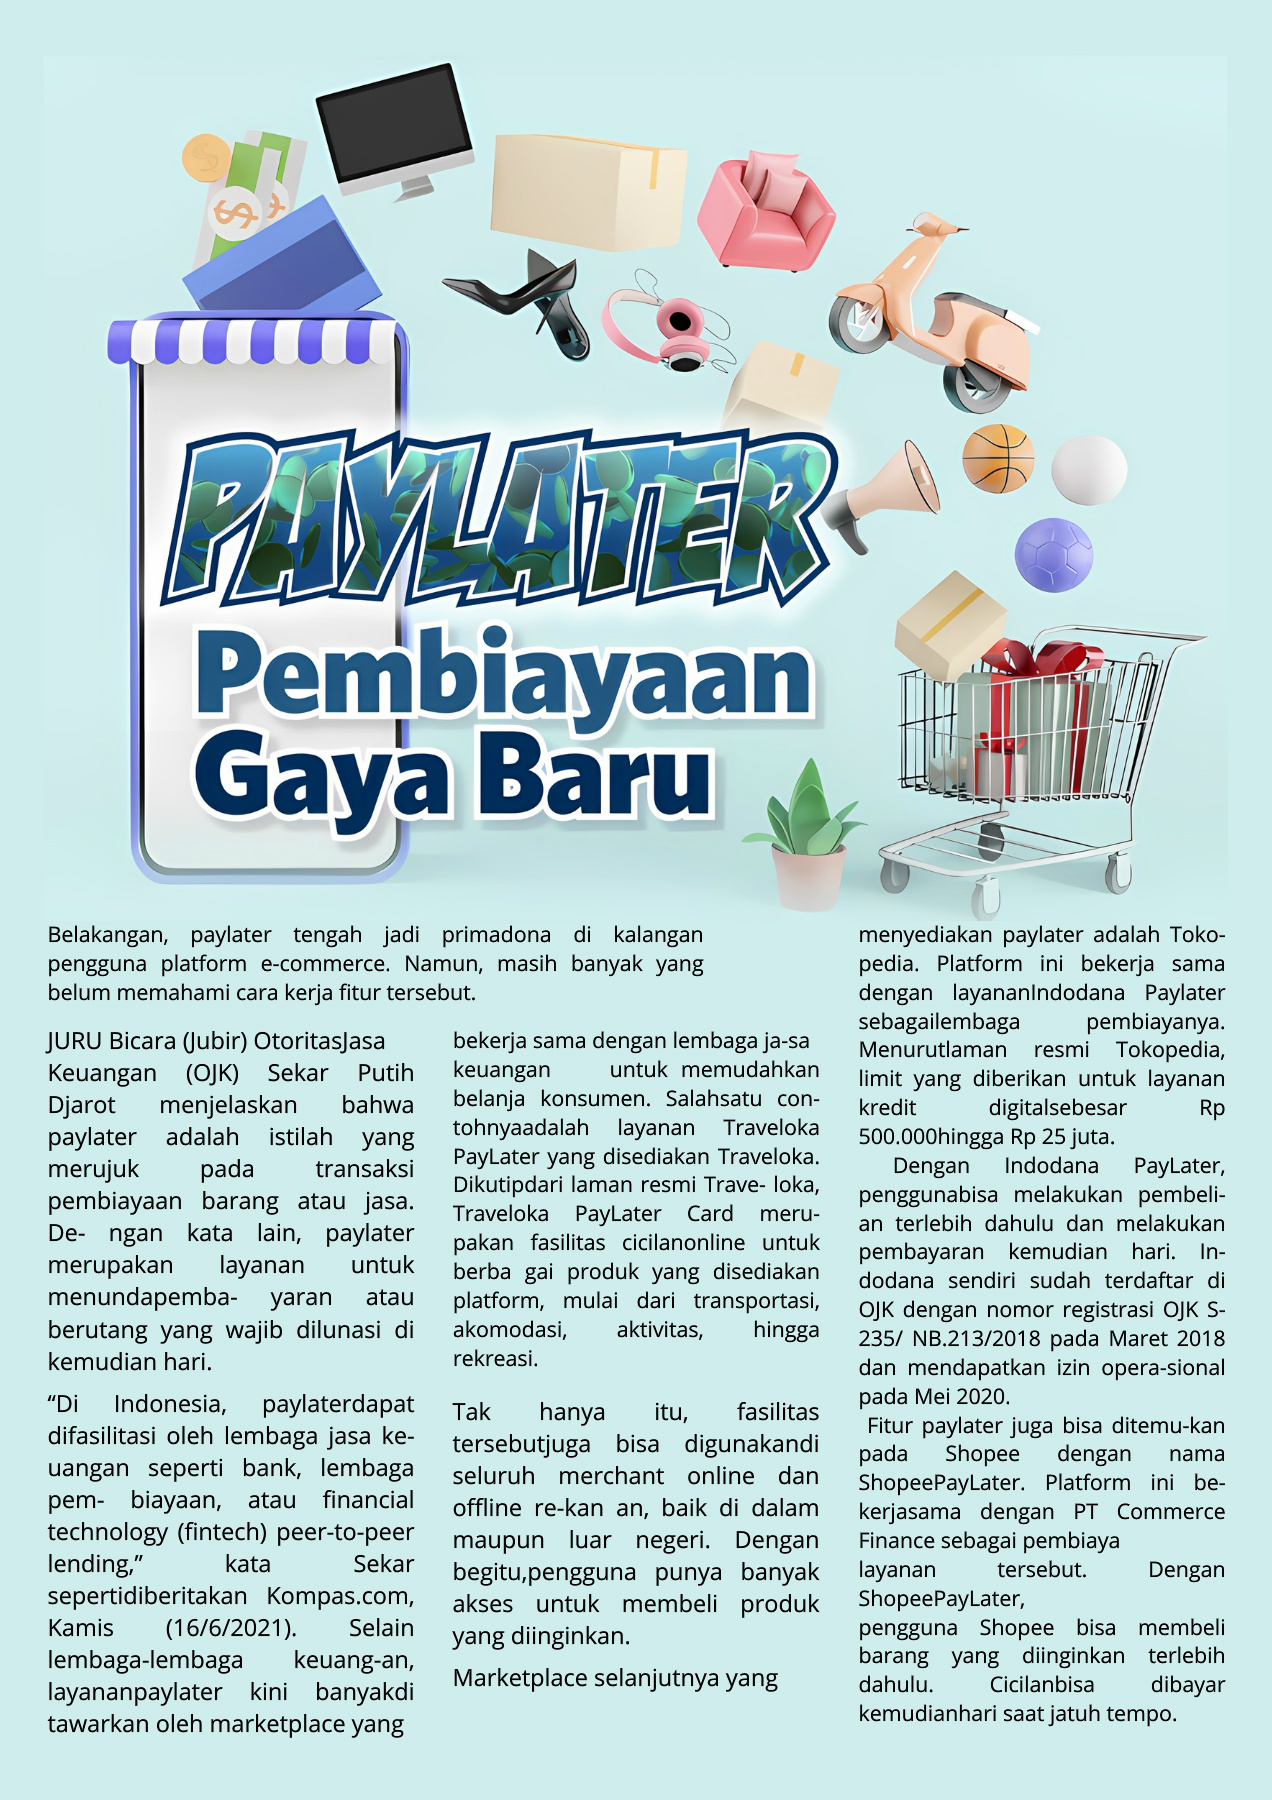 PAYLATER
Pembiayaan
Gaya Baru
Belakangan, paylater tengah jadi primadona di kalangan
pengguna platform e-commerce. Namun, masih banyak yang
belum memahami cara kerja fitur tersebut.
JURU Bicara (Jubir) OtoritasJasa
Keuangan (OJK) Sekar Putih
Djarot menjelaskan bahwa
paylater adalah istilah yang
merujuk pada transaksi
pembiayaan barang atau jasa.
De- ngan kata lain, paylater
merupakan layanan untuk
menundapemba- yaran atau
berutang yang wajib dilunasi di
kemudian hari.
“Di Indonesia, paylaterdapat
difasilitasi oleh lembaga jasa ke-
uangan seperti bank, lembaga
pem- biayaan, atau financial
technology (fintech) peer-to-peer
lending,” kata Sekar
sepertidiberitakan Kompas.com,
Kamis (16/6/2021). Selain
lembaga-lembaga keuang-an,
layananpaylater kini banyakdi
tawarkan oleh marketplace yang
bekerja sama dengan lembaga ja-sa
keuangan untuk memudahkan
belanja konsumen. Salahsatu con-
tohnyaadalah layanan Traveloka
PayLater yang disediakan Traveloka.
Dikutipdari laman resmi Trave- loka,
Traveloka PayLater Card meru-
pakan fasilitas cicilanonline untuk
berba gai produk yang disediakan
platform, mulai dari transportasi,
akomodasi, aktivitas, hingga
rekreasi.
Tak hanya itu, fasilitas
tersebutjuga bisa digunakandi
seluruh merchant online dan
offline re-kan an, baik di dalam
maupun luar negeri. Dengan
begitu,pengguna punya banyak
akses untuk membeli produk
yang diinginkan.
Marketplace selanjutnya yang
menyediakan paylater adalah Toko-
pedia. Platform ini bekerja sama
dengan layananIndodana Paylater
sebagailembaga pembiayanya.
Menurutlaman resmi Tokopedia,
limit yang diberikan untuk layanan
kredit digitalsebesar Rp
500.000hingga Rp 25 juta.
Dengan Indodana PayLater,
penggunabisa melakukan pembeli-
an terlebih dahulu dan melakukan
pembayaran kemudian hari. In-
dodana sendiri sudah terdaftar di
OJK dengan nomor registrasi OJK S-
235/ NB.213/2018 pada Maret 2018
dan mendapatkan izin opera-sional
pada Mei 2020.
Fitur paylater juga bisa ditemu-kan
pada Shopee dengan nama
ShopeePayLater. Platform ini be-
kerjasama dengan PT Commerce
Finance sebagai pembiaya
layanan tersebut. Dengan
ShopeePayLater,
pengguna Shopee bisa membeli
barang yang diinginkan terlebih
dahulu. Cicilanbisa dibayar
kemudianhari saat jatuh tempo.